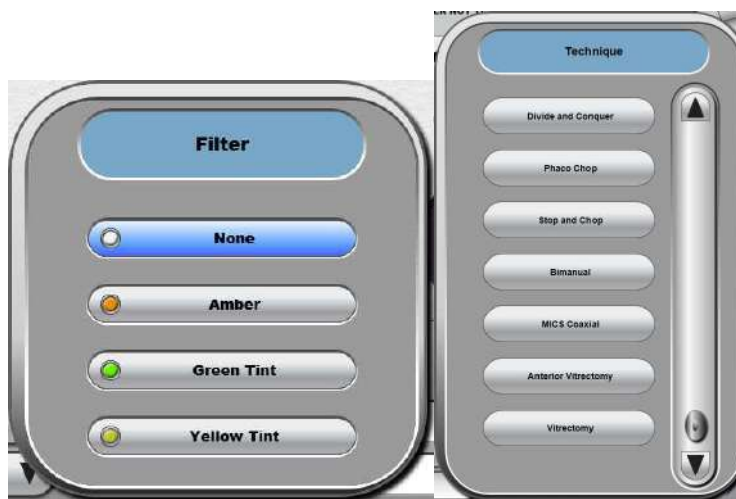 Filter
None
Amber
Green Tint
Yellow Tint
Technique
Divide and Conquer
Phaco Chop
Stop and Chop
Bimanual
MICS Coaxial
Anterior Vitrectomy
Vitrectomy